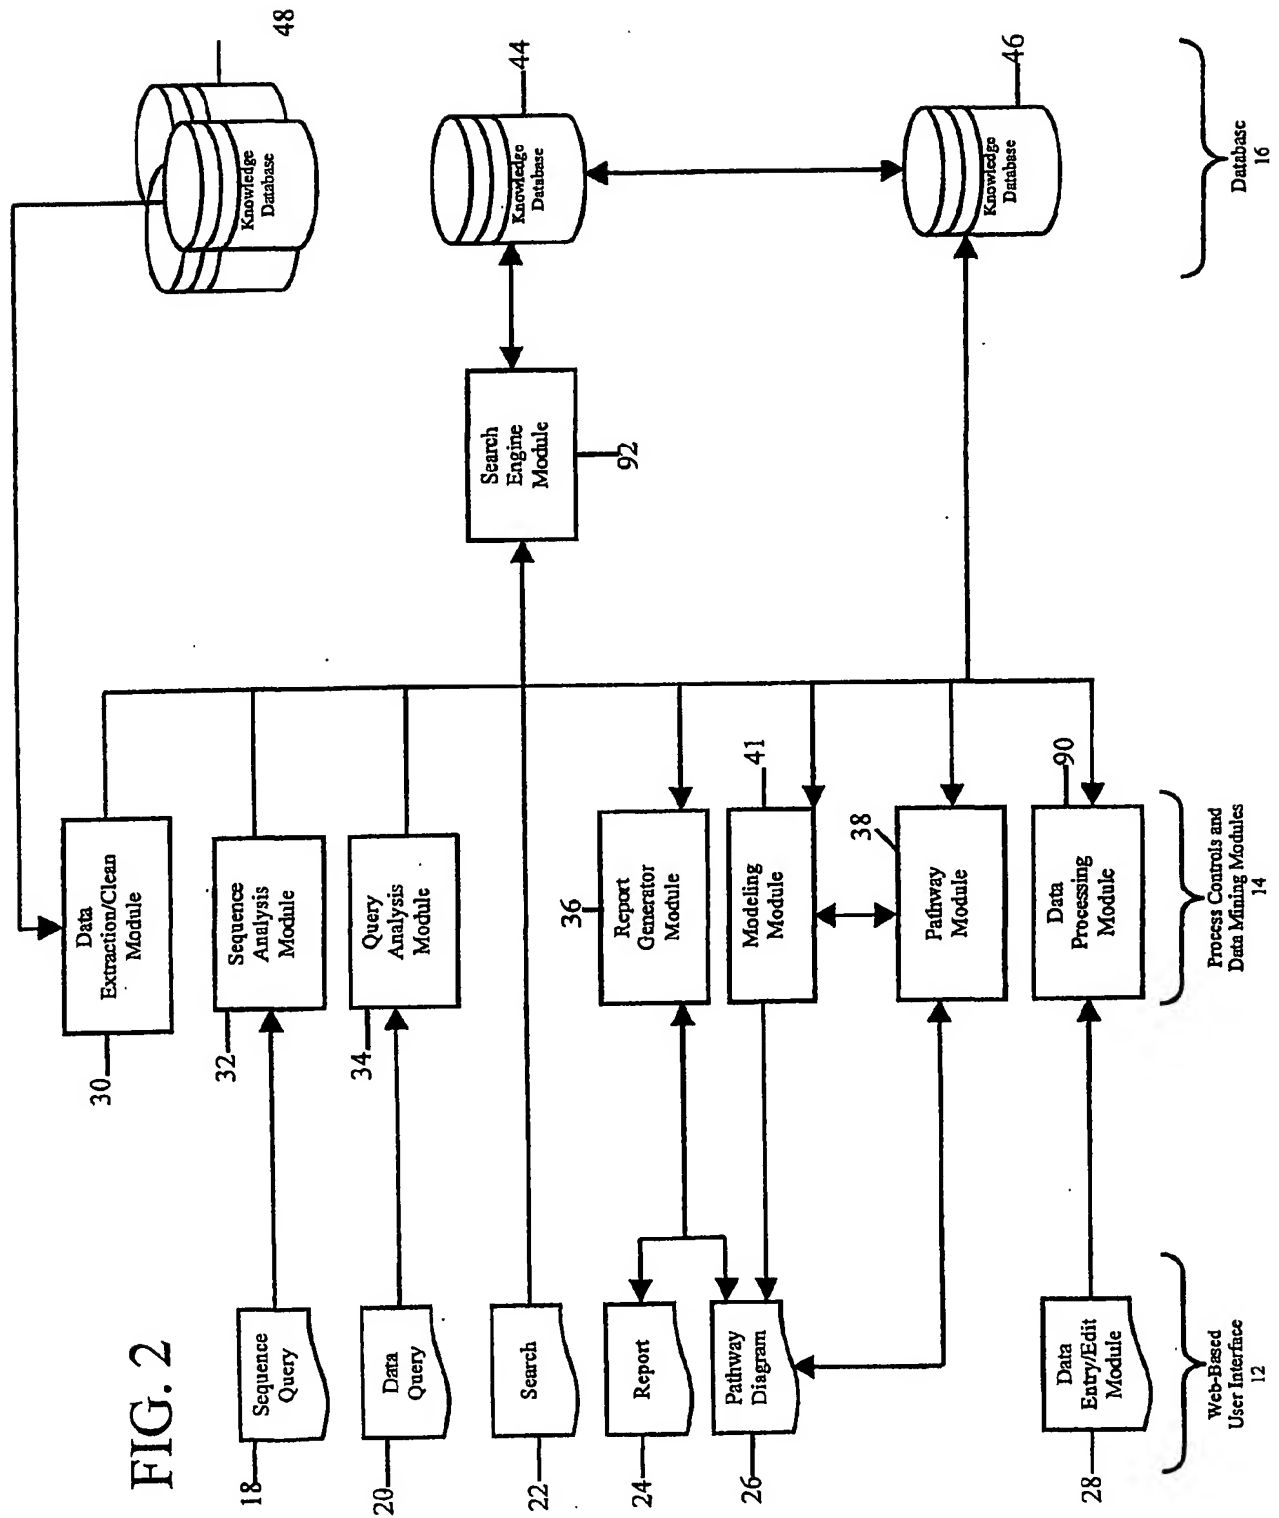 FIG. 2
18
Sequence
Query
20
Data
Query
22
Search
24
Report
26
Pathway
Diagram
28
Data
Entry/Edit
Module
Web-Based
User Interface
12
30
Data
Extraction/Clean
Module
32
Sequence
Analysis
Module
34
Query
Analysis
Module
36
Report
Generator
Module
41
Modeling
Module
38
Pathway
Module
90
Data
Processing
Module
Process Controls and
Data Mining Modules
14
Search
Engine
Module
92
48
Knowledge
Database
44
Knowledge
Database
46
Knowledge
Database
Database
16